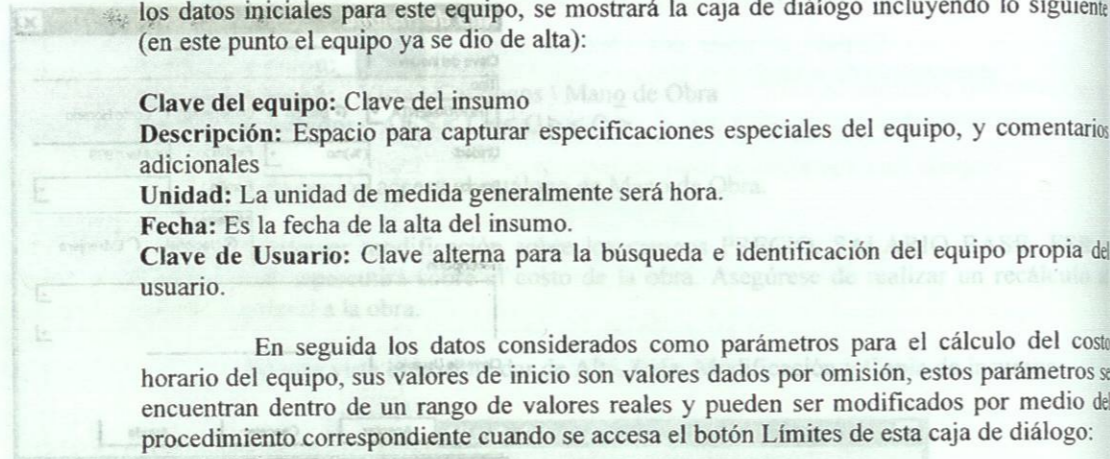 los datos iniciales para este equipo, se mostrará la caja de diálogo incluyendo lo siguiente
(en este punto el equipo ya se dio de alta):
Clave del equipo: Clave del insumo
Descripción: Espacio para capturar especificaciones especiales del equipo, y comentarios
adicionales
Unidad: La unidad de medida generalmente será hora.
Fecha: Es la fecha de la alta del insumo.
Clave de Usuario: Clave alterna para la búsqueda e identificación del equipo propia del
usuario.
En seguida los datos considerados como parámetros para el cálculo del costo
horario del equipo, sus valores de inicio son valores dados por omisión, estos parámetros se
encuentran dentro de un rango de valores reales y pueden ser modificados por medio del
procedimiento correspondiente cuando se accesa el botón Límites de esta caja de diálogo: